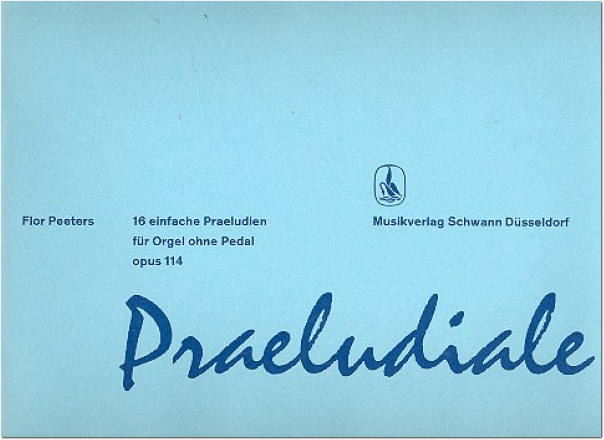 Flor Peeters
16 einfache Praeludien
für Orgel ohne Pedal
opus 114
Musikverlag Schwann Düsseldorf
Praeludiale